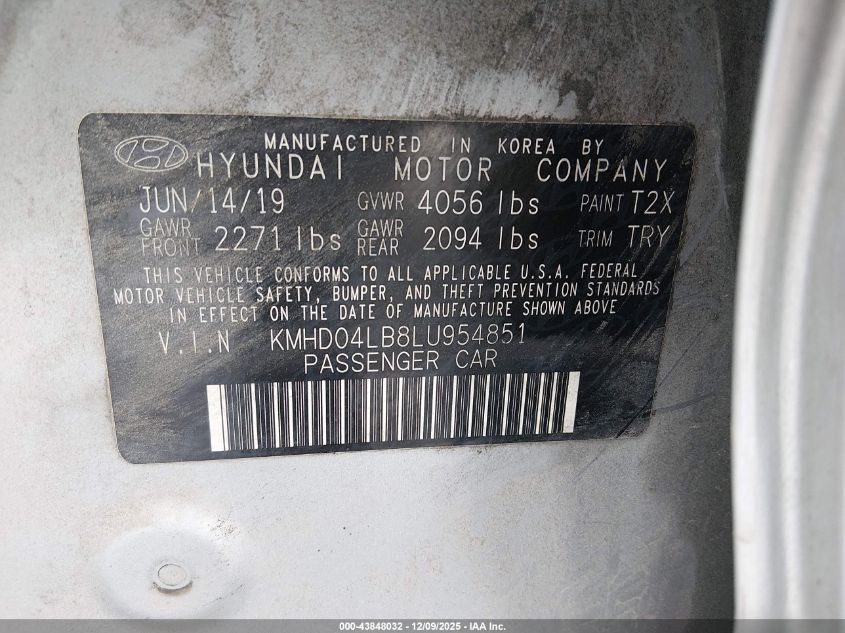 MANUFACTURED IN KOREA BY
HYUNDAI MOTOR COMPANY
JUN/14/19 GVWR 4056 lbs PAINT T2X
GAWR FRONT 2271 lbs GAWR REAR 2094 lbs TRIM TRY
THIS VEHICLE CONFORMS TO ALL APPLICABLE U.S.A. FEDERAL
MOTOR VEHICLE SAFETY, BUMPER, AND THEFT PREVENTION STANDARDS
IN EFFECT ON THE DATE OF MANUFACTURE SHOWN ABOVE
V.I.N KMHD04LB8LU954851
PASSENGER CAR
000-43848032 - 12/09/2025 - IAA Inc.